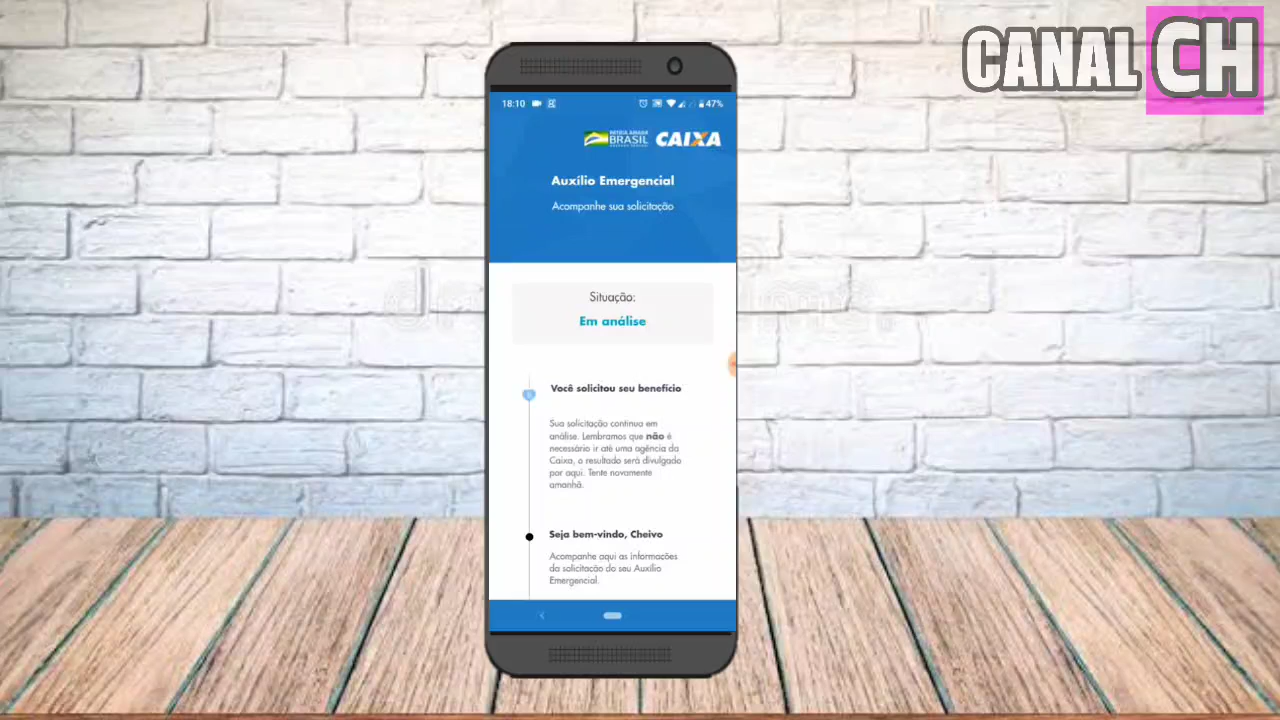 CANAL CH
18:10
47%
PÁTRIA AMADA
BRASIL
CAIXA
Auxílio Emergencial
Acompanhe sua solicitação
Situação:
Em análise
Você solicitou seu benefício
Sua solicitação continua em
análise. Lembramos que não é
necessário ir até uma agência da
Caixa, o resultado será divulgado
por aqui. Tente novamente
amanhã.
Seja bem-vindo, Cheivo
Acompanhe aqui as informações
da solicitação do seu Auxílio
Emergencial.